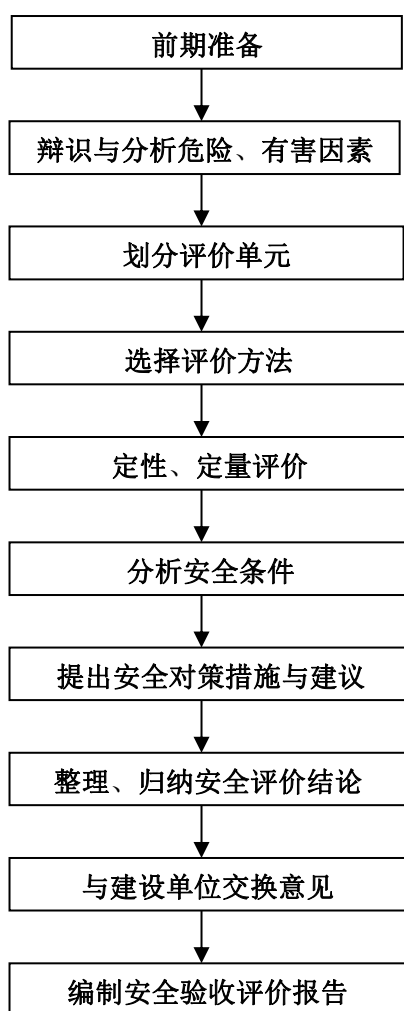 前期准备
辩识与分析危险、有害因素
划分评价单元
选择评价方法
定性、定量评价
分析安全条件
提出安全对策措施与建议
整理、归纳安全评价结论
与建设单位交换意见
编制安全验收评价报告